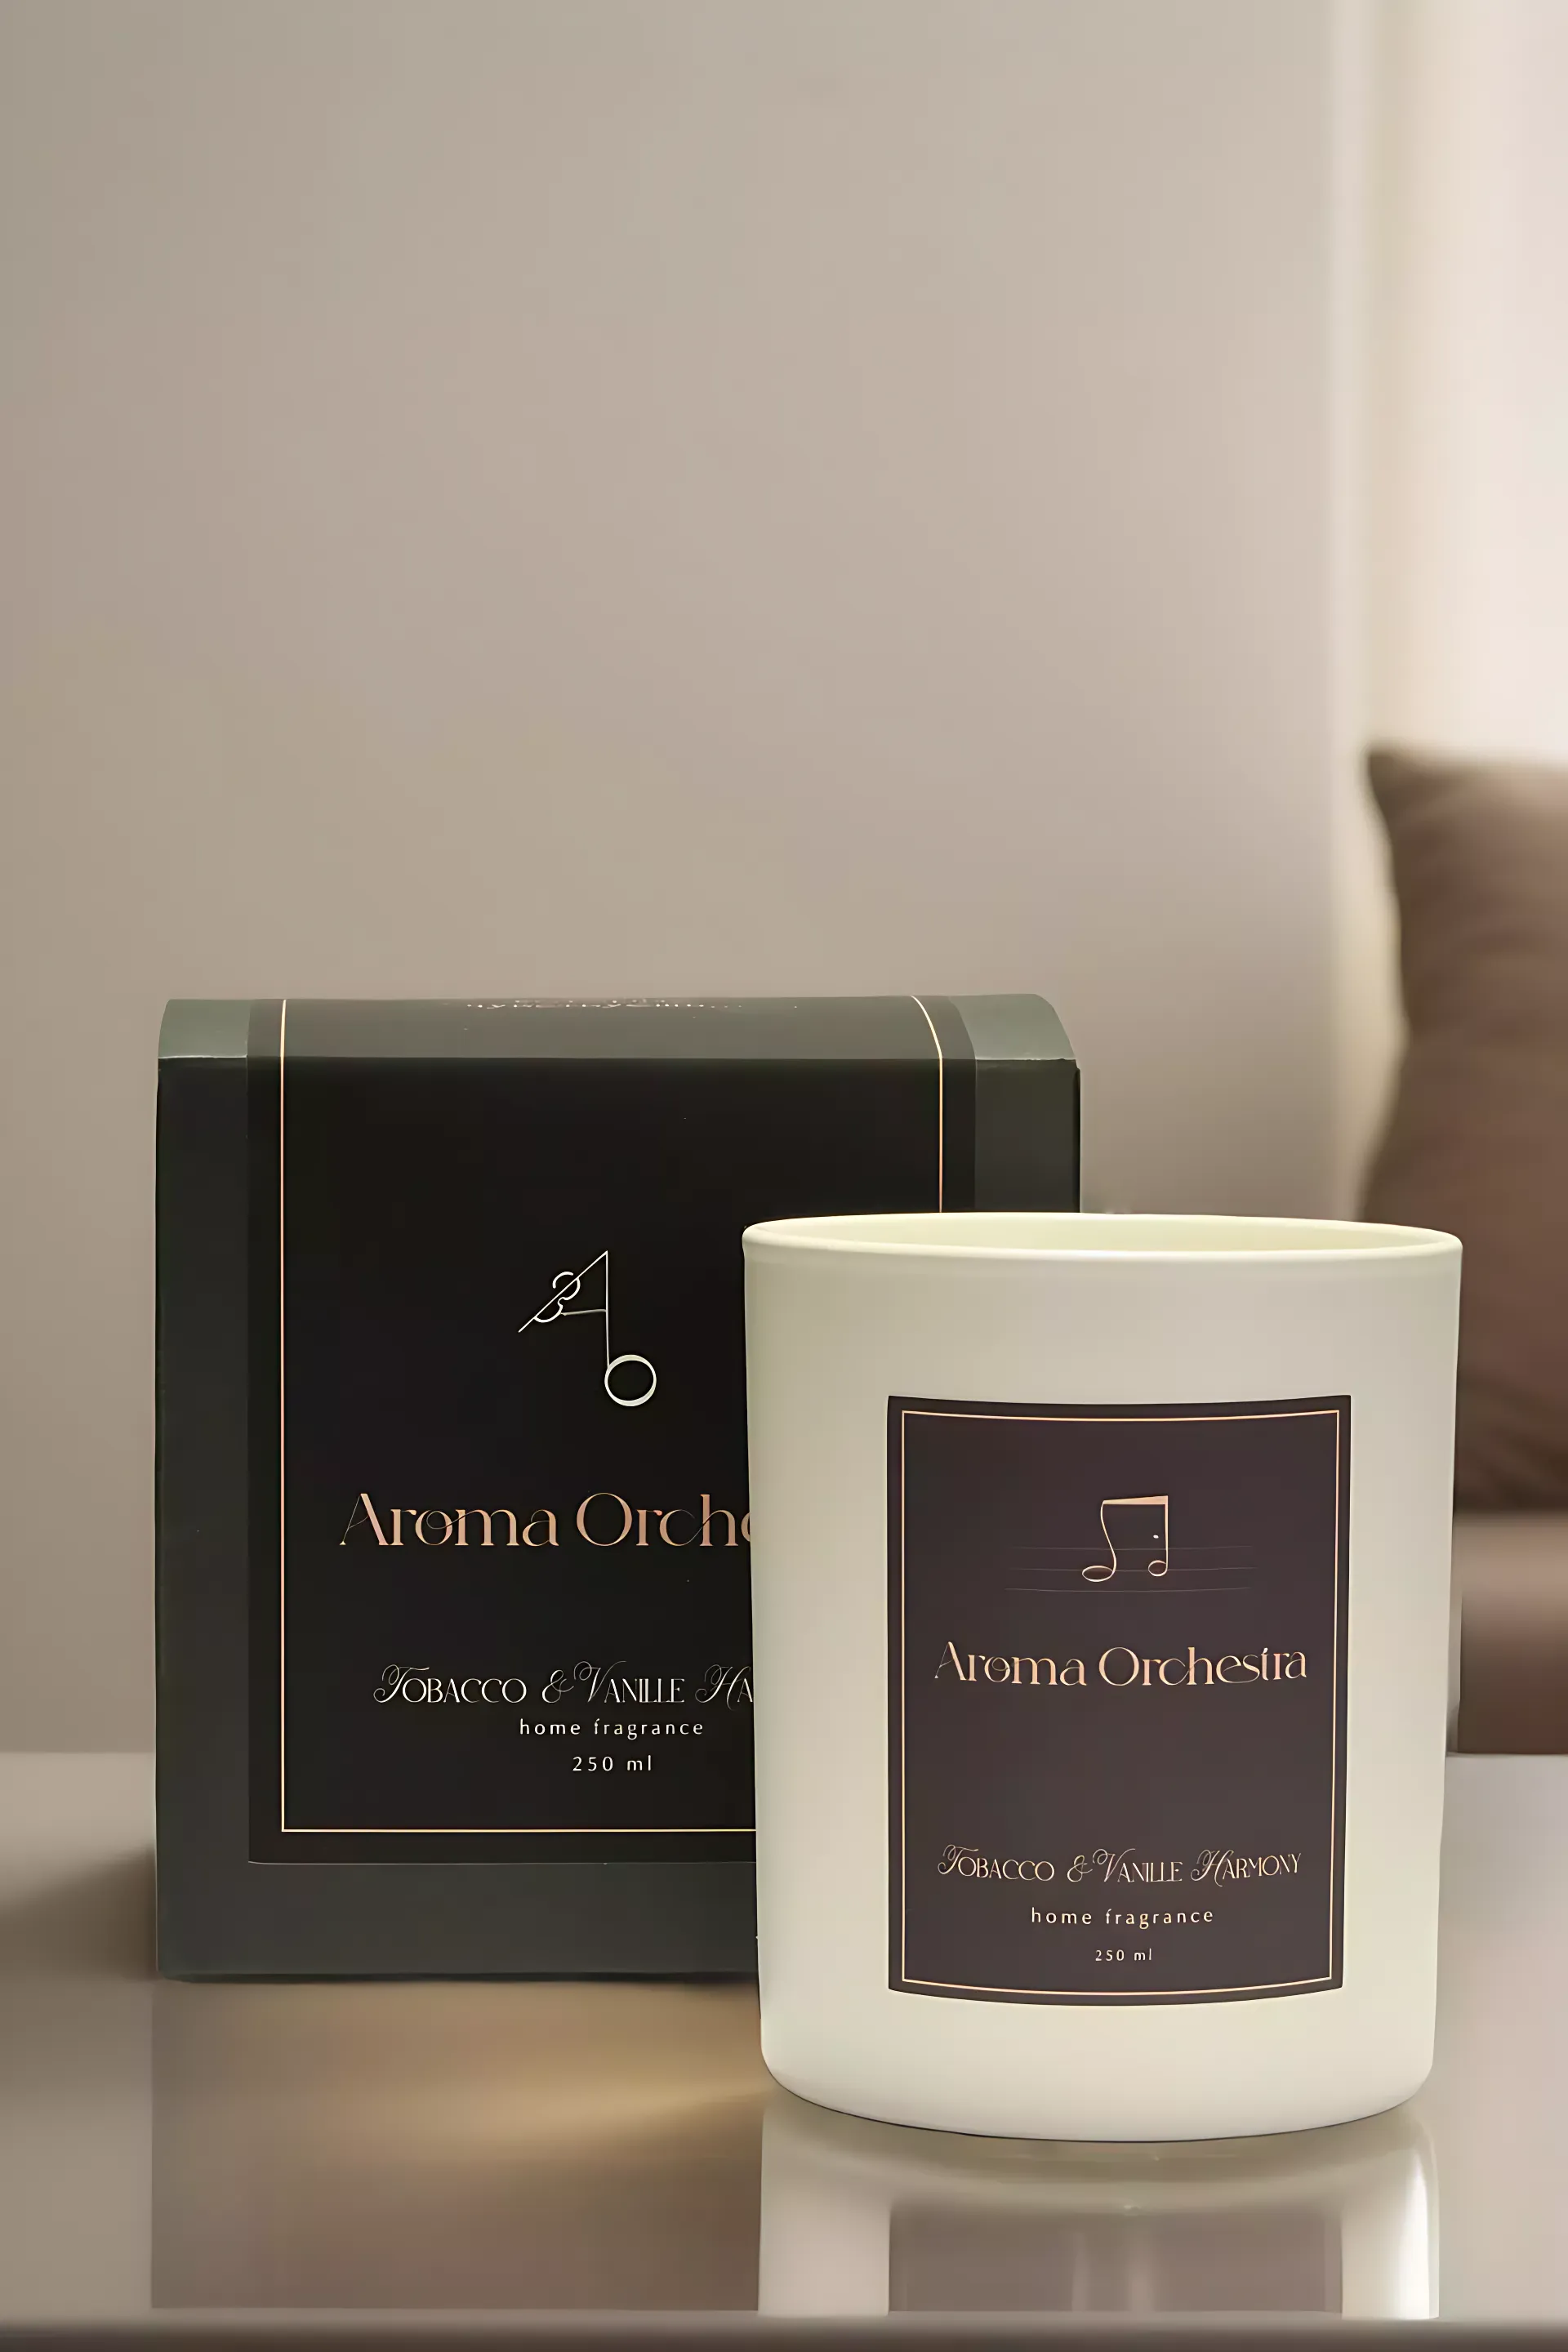 Aroma Orche
TOBACCO & VANILLE HA
home fragrance
250 ml
Aroma Orchestra
TOBACCO & VANILLE HARMONY
home fragrance
250 ml